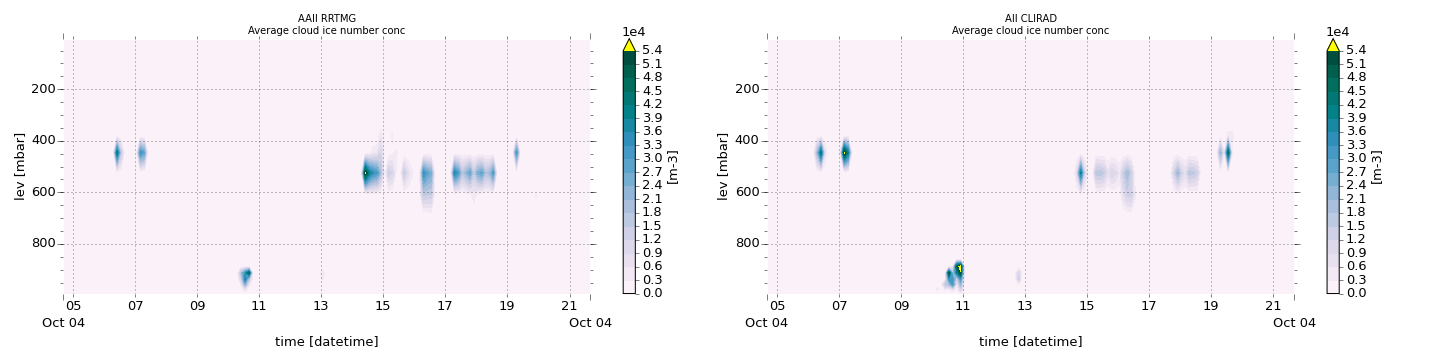 AAll RRTMG
Average cloud ice number conc
1e4
5.4
5.1
4.8
4.5
4.2
3.9
3.6
3.3
3.0
2.7
2.4
2.1
1.8
1.5
1.2
0.9
0.6
0.3
0.0
[m-3]
lev [mbar]
200
400
600
800
05 07 09 11 13 15 17 19 21
Oct 04 Oct 04
time [datetime]
All CLIRAD
Average cloud ice number conc
1e4
5.4
5.1
4.8
4.5
4.2
3.9
3.6
3.3
3.0
2.7
2.4
2.1
1.8
1.5
1.2
0.9
0.6
0.3
0.0
[m-3]
lev [mbar]
200
400
600
800
05 07 09 11 13 15 17 19 21
Oct 04 Oct 04
time [datetime]